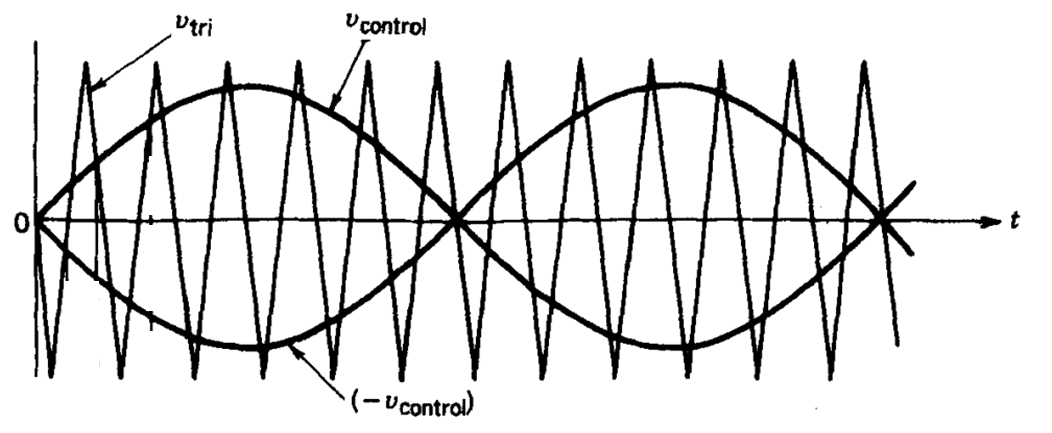 v_tri
v_control
0
t
(−v_control)